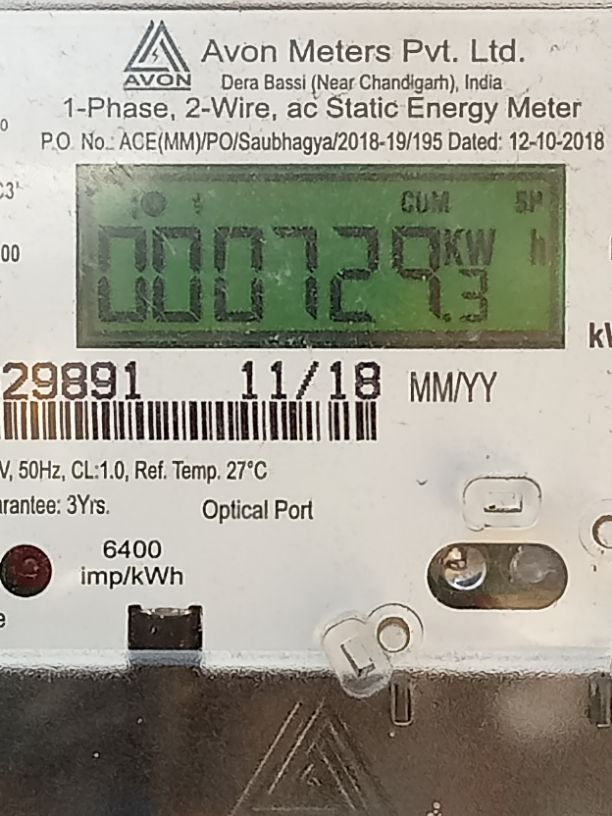 AVON
Avon Meters Pvt. Ltd.
Dera Bassi (Near Chandigarh), India
1-Phase, 2-Wire, ac Static Energy Meter
P.O. No.: ACE(MM)/PO/Saubhagya/2018-19/195 Dated: 12-10-2018
CUM
000729.3 KW h
29891 11/18 MM/YY
V, 50Hz, CL:1.0, Ref. Temp. 27°C
arantee: 3Yrs.
Optical Port
6400
imp/kWh